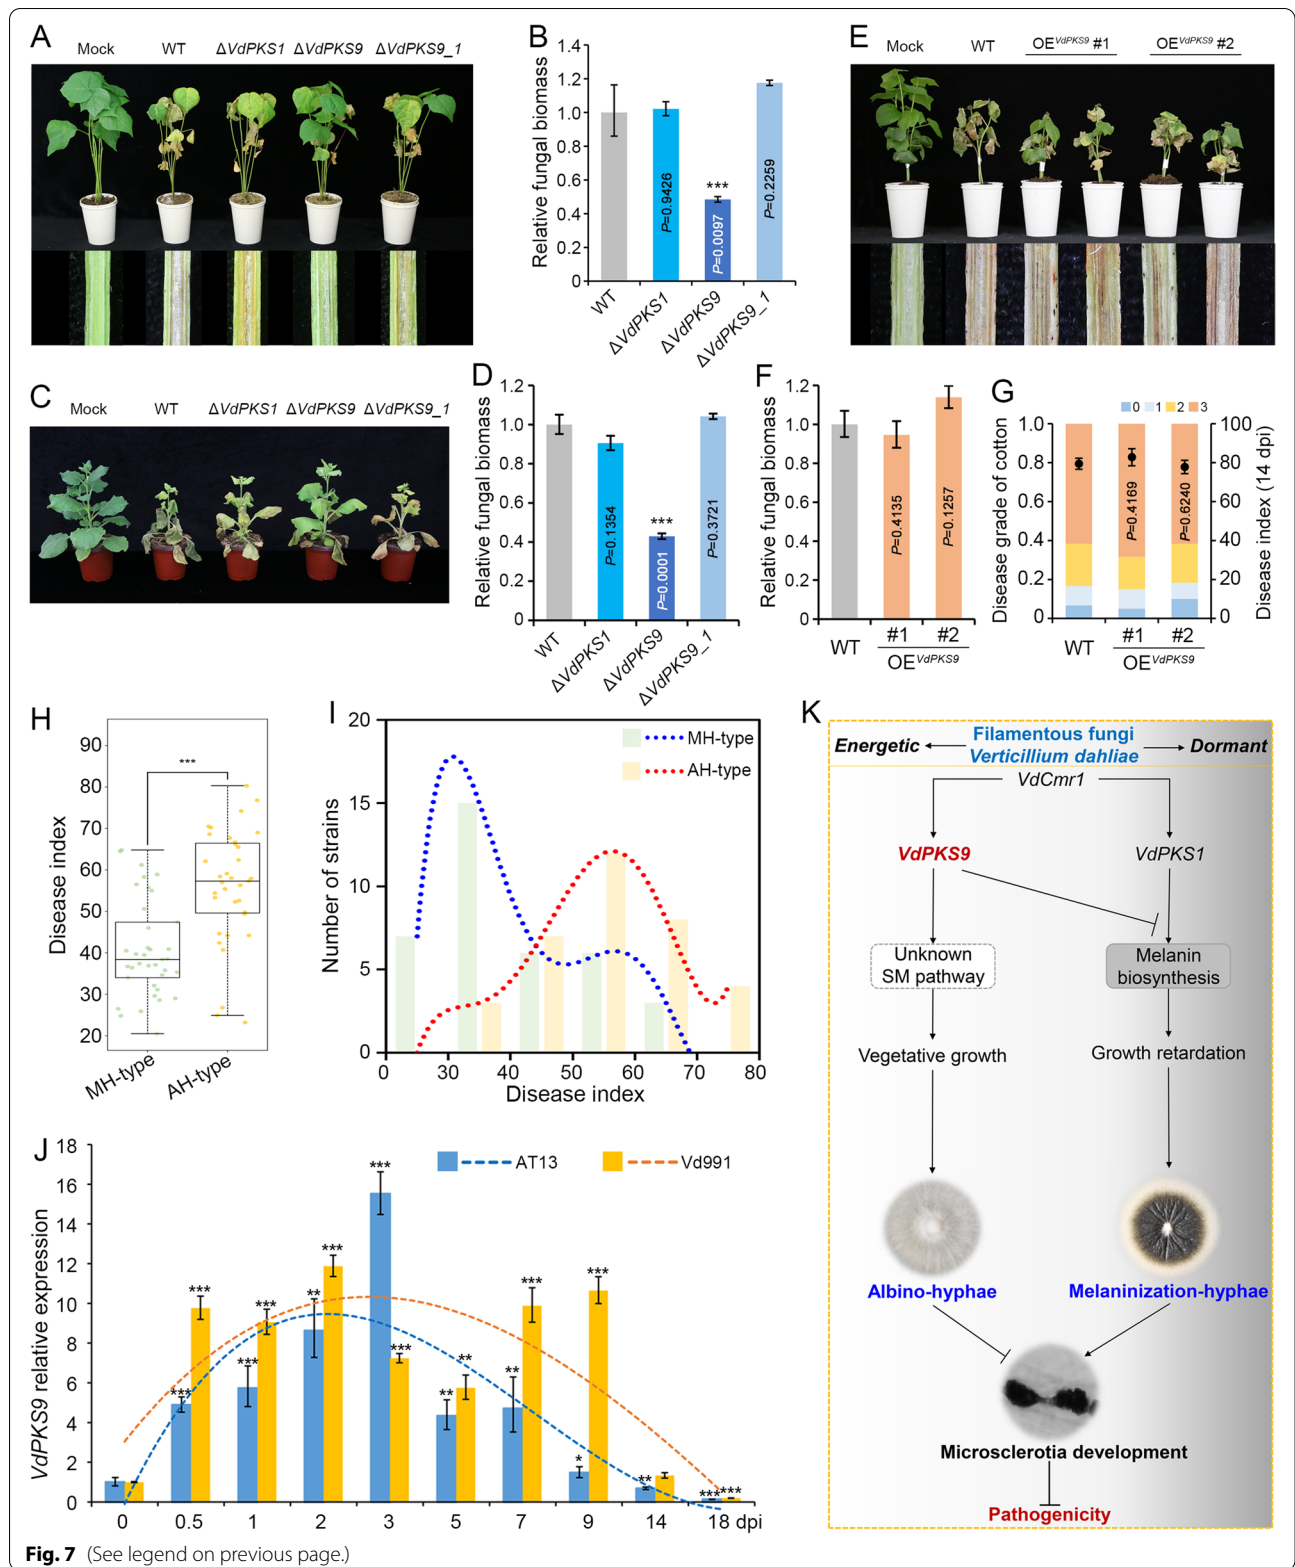 A
Mock WT ΔVdPKS1 ΔVdPKS9 ΔVdPKS9_1
B
Relative fungal biomass
1.4
1.2
1.0
0.8
0.6
0.4
0.2
0
P=0.9426
***
P=0.0097
P=0.2259
WT ΔVdPKS1 ΔVdPKS9 ΔVdPKS9_1
E
Mock WT OE^VdPKS9 #1 OE^VdPKS9 #2
C
Mock WT ΔVdPKS1 ΔVdPKS9 ΔVdPKS9_1
D
Relative fungal biomass
1.2
1.0
0.8
0.6
0.4
0.2
0
P=0.1354
***
P=0.0001
P=0.3721
WT ΔVdPKS1 ΔVdPKS9 ΔVdPKS9_1
F
Relative fungal biomass
1.2
1.0
0.8
0.6
0.4
0.2
0
P=0.4135
P=0.1257
#1 #2
WT
OE^VdPKS9
G
0 1 2 3
Disease grade of cotton
1.0
0.8
0.6
0.4
0.2
0
P=0.4169
P=0.6240
100
80
60
40
20
0
Disease index (14 dpi)
WT #1 #2
OE^VdPKS9
H
Disease index
90
80
70
60
50
40
30
20
***
MH-type AH-type
I
Number of strains
20
15
10
5
0
MH-type
AH-type
0 30 40 50 60 70 80
Disease index
J
VdPKS9 relative expression
18
16
14
12
10
8
6
4
2
0
AT13 Vd991
*** *** *** *** ** *** *** *** ** ** ** *** * *** ** *** ***
0 0.5 1 2 3 5 7 9 14 18 dpi
K
Filamentous fungi
Energetic Verticillium dahliae Dormant
VdCmr1
VdPKS9 VdPKS1
Unknown
SM pathway
Melanin
biosynthesis
Vegetative growth Growth retardation
Albino-hyphae Melaninization-hyphae
Microsclerotia development
Pathogenicity
Fig. 7 (See legend on previous page.)